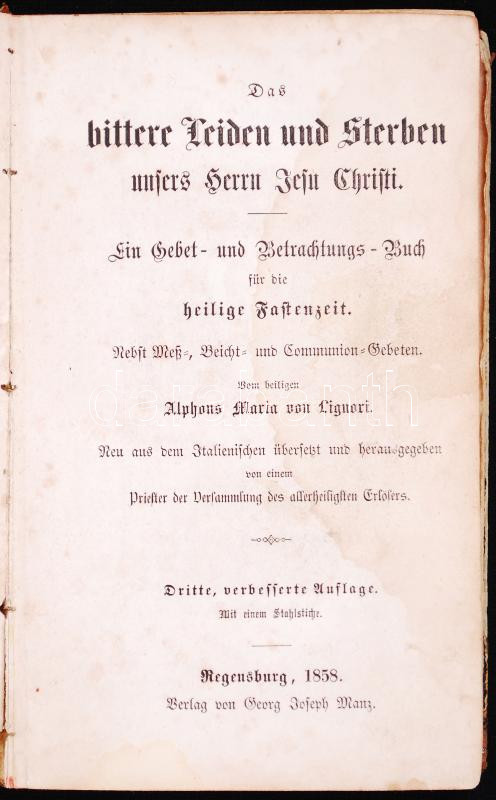 Das
bittere Leiden und Sterben
unsers Herrn Jesu Christi.
Ein Gebet- und Betrachtungs-Buch
für die
heilige Fastenzeit.
Nebst Meß-, Beicht- und Communion-Gebeten.
Vom heiligen
Alphons Maria von Liguori.
Neu aus dem Italienischen übersetzt und herausgegeben
von einem
Priester der Versammlung des allerheiligsten Erlösers.
Dritte, verbesserte Auflage.
Mit einem Stahlstiche.
Regensburg, 1858.
Verlag von Georg Joseph Manz.